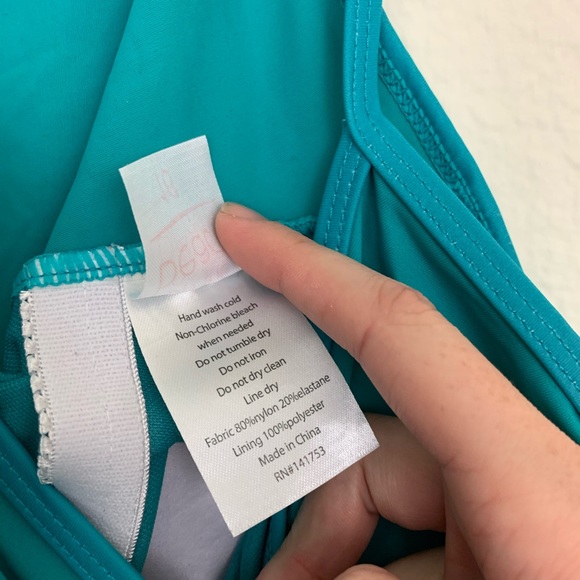 Hand wash cold
Non-Chlorine bleach
when needed
Do not tumble dry
Do not iron
Do not dry clean
Line dry
Fabric 80%nylon 20%elastane
Lining 100%polyester
Made in China
RN#141753